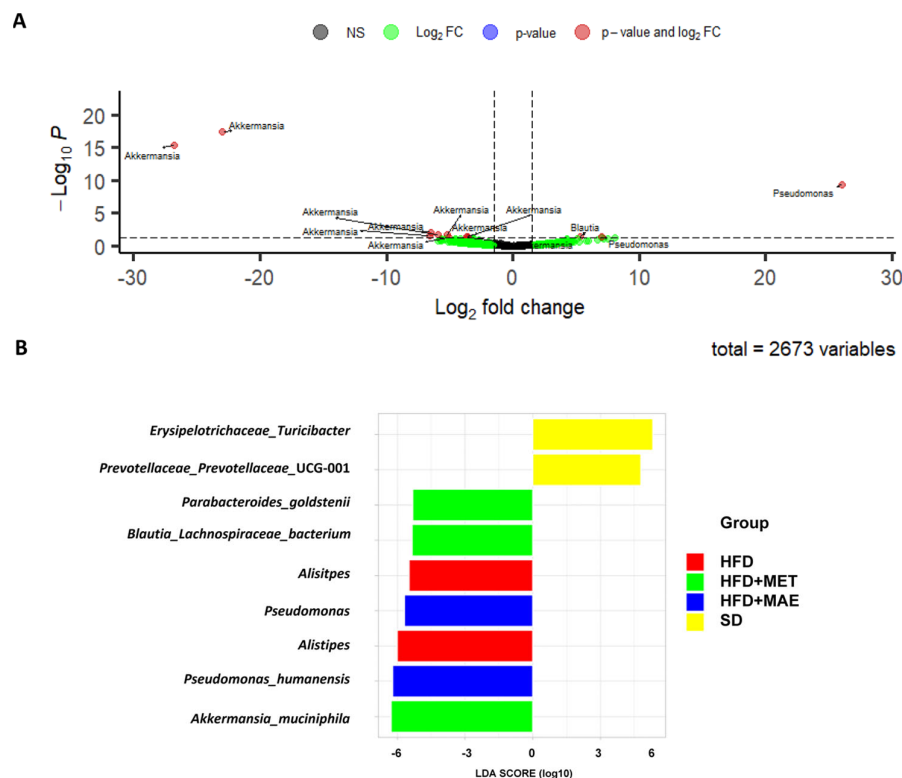 A
NS
Log₂ FC
p-value
p – value and log₂ FC
– Log₁₀ P
20
15
10
5
0
Akkermansia
Akkermansia
Pseudomonas
Akkermansia
Akkermansia
Akkermansia
Akkermansia
Akkermansia
Akkermansia
Blautia
Akkermansia
Pseudomonas
-30
-20
-10
0
10
20
30
Log₂ fold change
total = 2673 variables
B
Erysipelotrichaceae_Turicibacter
Prevotellaceae_Prevotellaceae_UCG-001
Parabacteroides_goldstenii
Blautia_Lachnospiraceae_bacterium
Alisitpes
Pseudomonas
Alistipes
Pseudomonas_humanensis
Akkermansia_muciniphila
Group
HFD
HFD+MET
HFD+MAE
SD
-6
-3
0
3
6
LDA SCORE (log10)